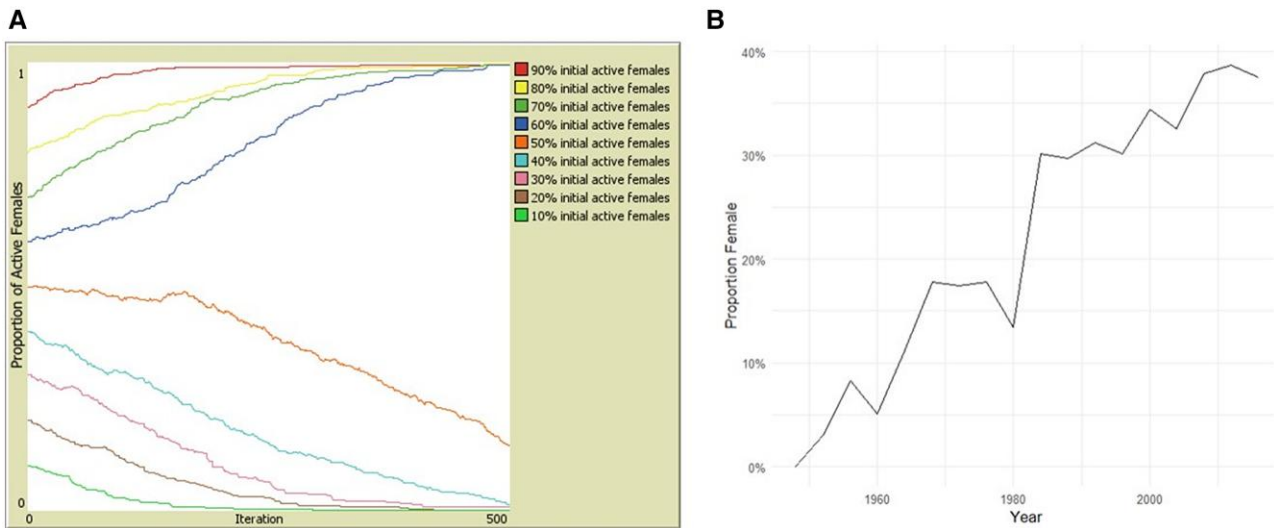 A
Proportion of Active Females
1
0
0
Iteration
500
90% initial active females
80% initial active females
70% initial active females
60% initial active females
50% initial active females
40% initial active females
30% initial active females
20% initial active females
10% initial active females
B
Proportion Female
40%
30%
20%
10%
0%
1960
1980
2000
Year